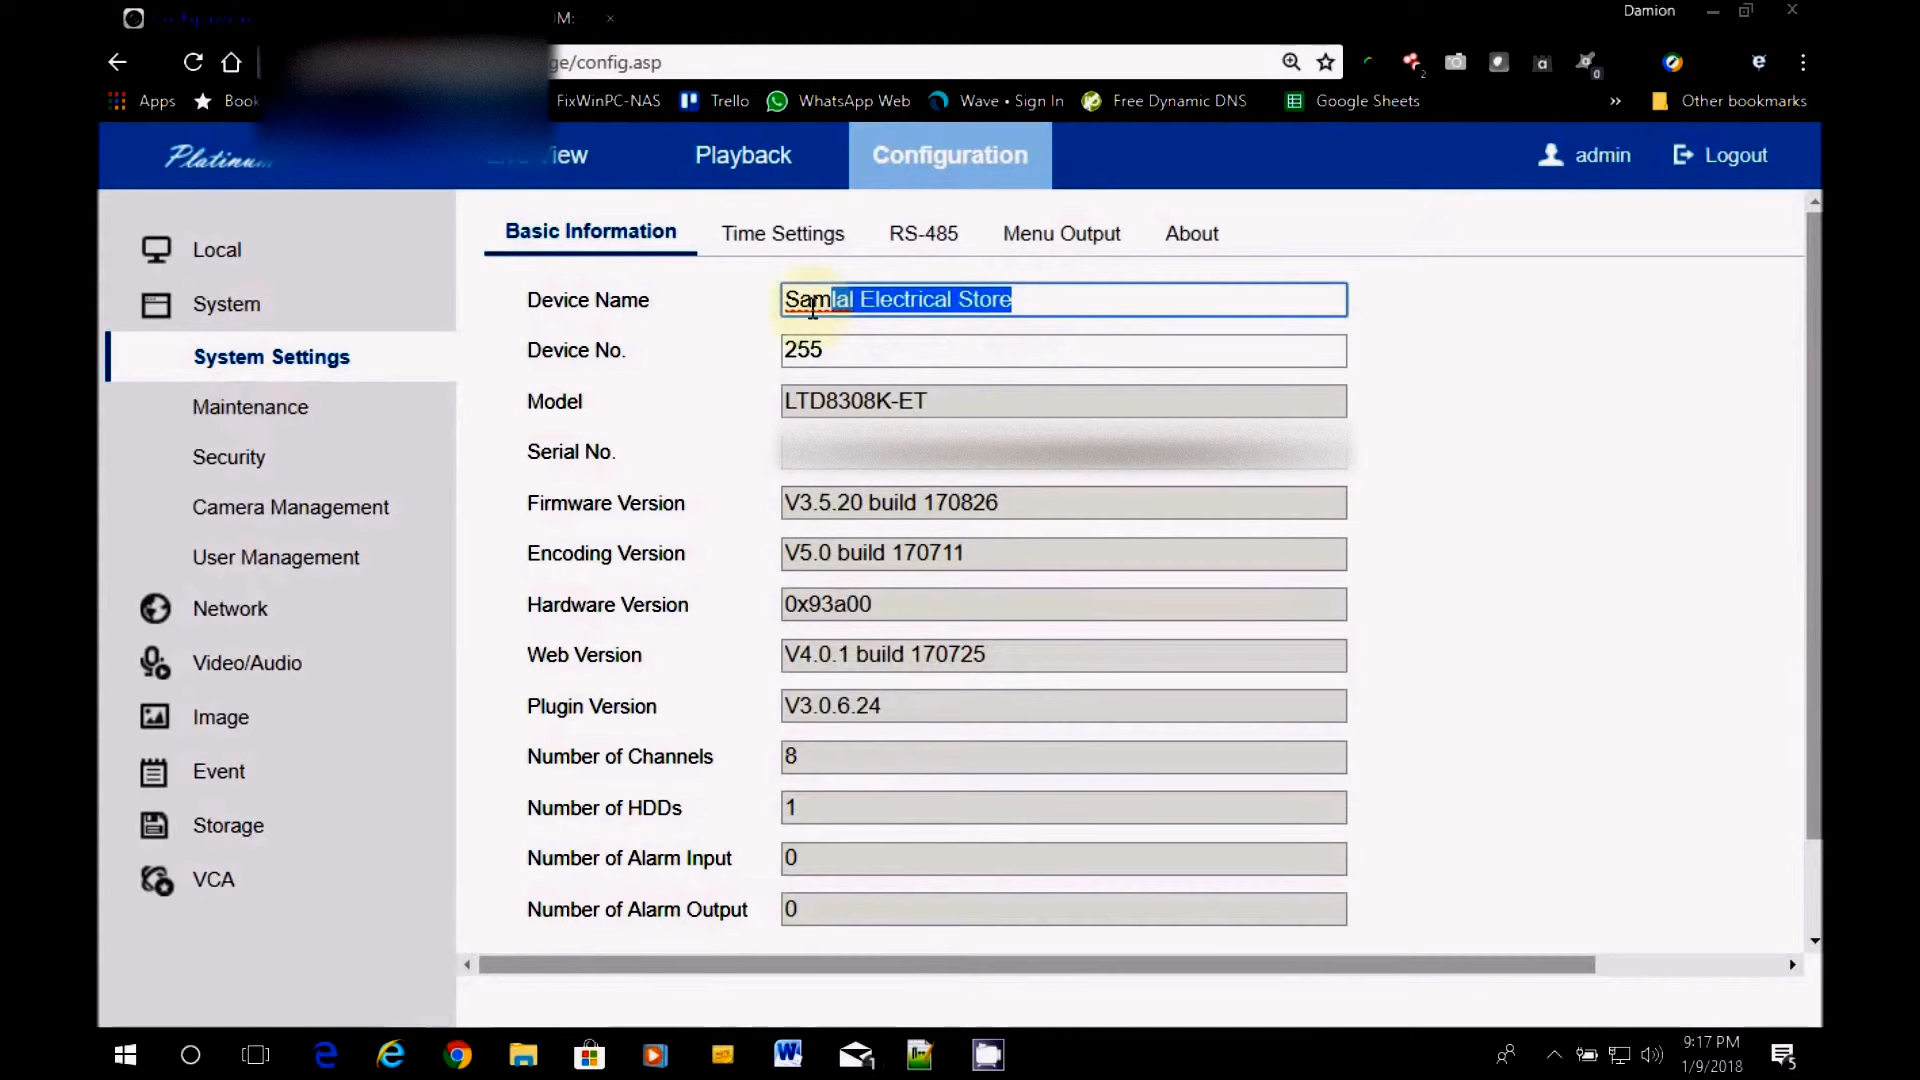 M:
Damion
ge/config.asp
2
a
0
Apps
Book
FixWinPC-NAS
Trello
WhatsApp Web
Wave • Sign In
Free Dynamic DNS
Google Sheets
»
Other bookmarks
Platinum
View
Playback
Configuration
admin
Logout
Local
System
System Settings
Maintenance
Security
Camera Management
User Management
Network
Video/Audio
Image
Event
Storage
VCA
Basic Information
Time Settings
RS-485
Menu Output
About
Device Name Samlal Electrical Store
Device No. 255
Model LTD8308K-ET
Serial No.
Firmware Version V3.5.20 build 170826
Encoding Version V5.0 build 170711
Hardware Version 0x93a00
Web Version V4.0.1 build 170725
Plugin Version V3.0.6.24
Number of Channels 8
Number of HDDs 1
Number of Alarm Input 0
Number of Alarm Output 0
1
9:17 PM
1/9/2018
5